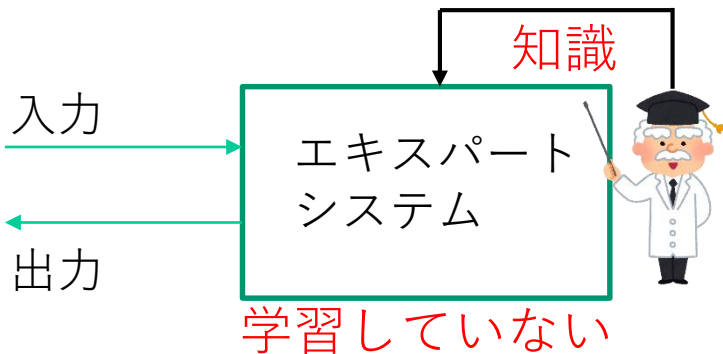 知識
入力
エキスパート
システム
出力
学習していない